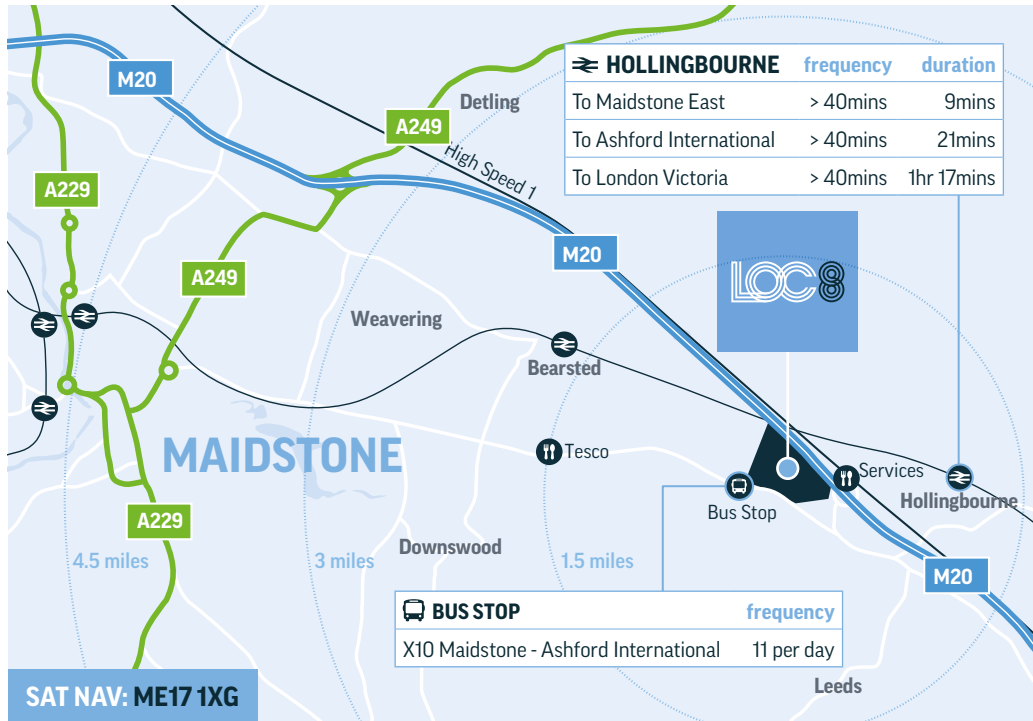 HOLLINGBOURNE frequency duration
To Maidstone East > 40mins 9mins
To Ashford International > 40mins 21mins
To London Victoria > 40mins 1hr 17mins
M20
Detling
A249
High Speed 1
A229
M20
A249
LOC8
Weavering
Bearsted
MAIDSTONE
Tesco
Services
Hollingbourne
Bus Stop
A229
Downswood
4.5 miles
3 miles
1.5 miles
M20
BUS STOP frequency
X10 Maidstone - Ashford International 11 per day
Leeds
SAT NAV: ME17 1XG